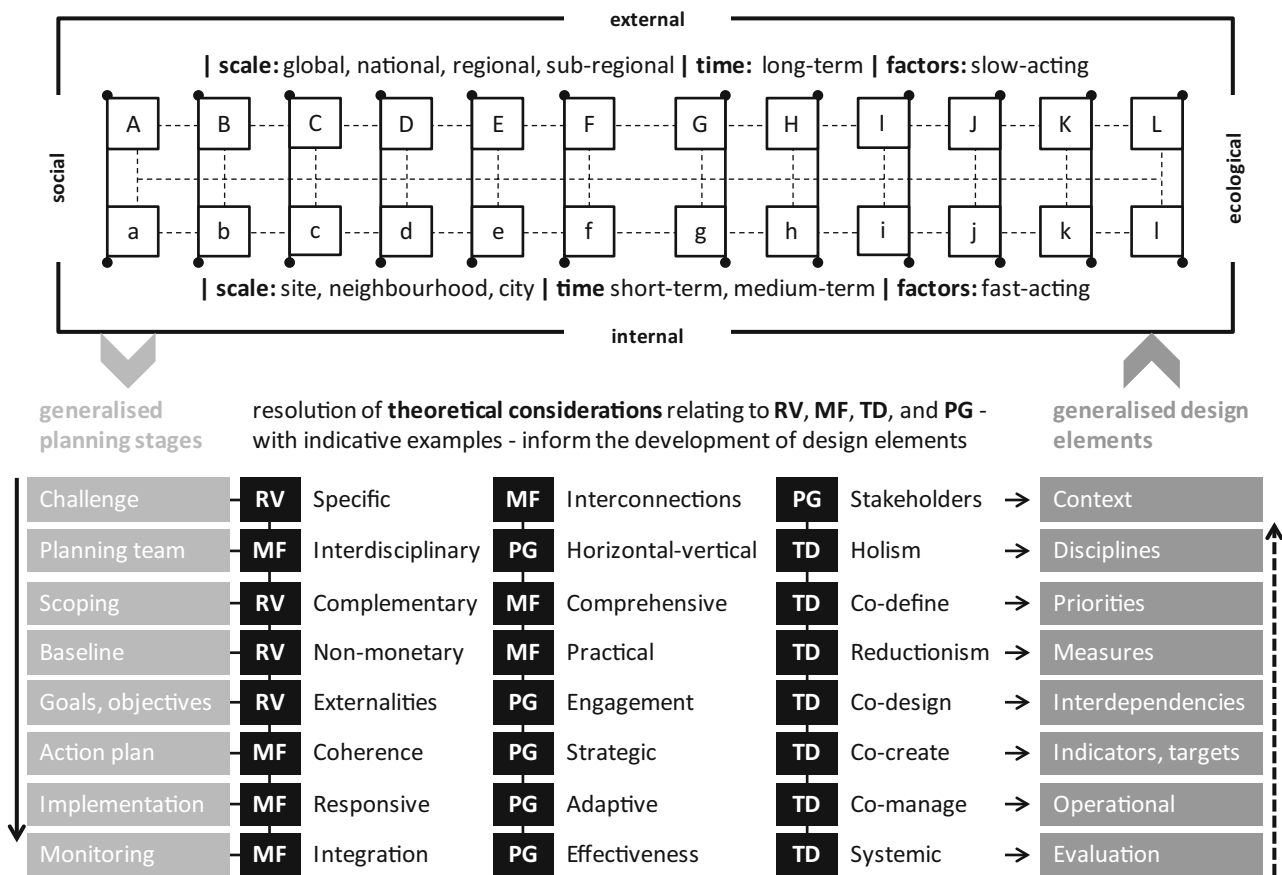 external
| scale: global, national, regional, sub-regional | time: long-term | factors: slow-acting
social
A B C D E F G H I J K L
a b c d e f g h i j k l
ecological
| scale: site, neighbourhood, city | time short-term, medium-term | factors: fast-acting
internal
generalised
planning stages
resolution of theoretical considerations relating to RV, MF, TD, and PG -
with indicative examples - inform the development of design elements
generalised design
elements
Challenge RV Specific MF Interconnections PG Stakeholders → Context
Planning team MF Interdisciplinary PG Horizontal-vertical TD Holism → Disciplines
Scoping RV Complementary MF Comprehensive TD Co-define → Priorities
Baseline RV Non-monetary MF Practical TD Reductionism → Measures
Goals, objectives RV Externalities PG Engagement TD Co-design → Interdependencies
Action plan MF Coherence PG Strategic TD Co-create → Indicators, targets
Implementation MF Responsive PG Adaptive TD Co-manage → Operational
Monitoring MF Integration PG Effectiveness TD Systemic → Evaluation